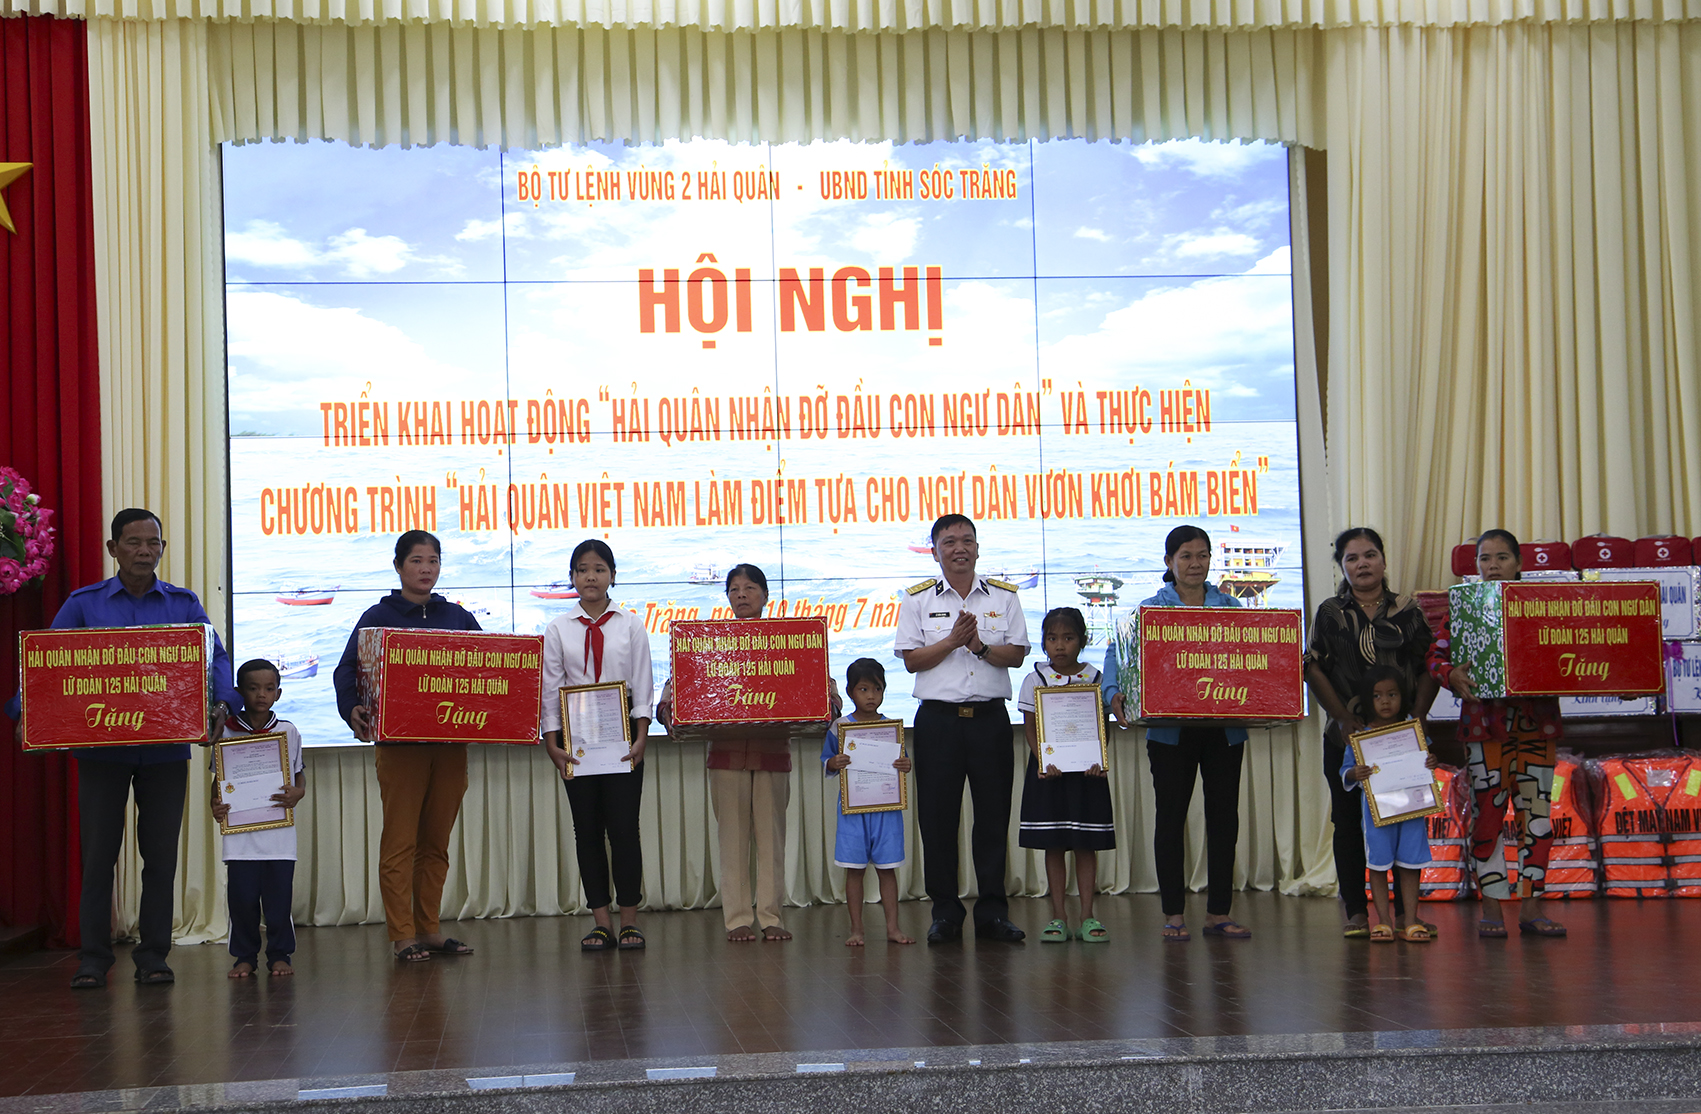 BỘ TƯ LỆNH VÙNG 2 HẢI QUÂN - UBND TỈNH SÓC TRĂNG
HỘI NGHỊ
TRIỂN KHAI HOẠT ĐỘNG “HẢI QUÂN NHẬN ĐỠ ĐẦU CON NGƯ DÂN” VÀ THỰC HIỆN
CHƯƠNG TRÌNH “HẢI QUÂN VIỆT NAM LÀM ĐIỂM TỰA CHO NGƯ DÂN VƯƠN KHƠI BÁM BIỂN”
Trăng, 10 tháng 7
HẢI QUÂN NHẬN ĐỠ ĐẦU CON NGƯ DÂN
LỮ ĐOÀN 125 HẢI QUÂN
Tặng
HẢI QUÂN NHẬN ĐỠ ĐẦU CON NGƯ DÂN
LỮ ĐOÀN 125 HẢI QUÂN
Tặng
HẢI QUÂN NHẬN ĐỠ ĐẦU CON NGƯ DÂN
LỮ ĐOÀN 125 HẢI QUÂN
Tặng
HẢI QUÂN NHẬN ĐỠ ĐẦU CON NGƯ DÂN
LỮ ĐOÀN 125 HẢI QUÂN
Tặng
HẢI QUÂN NHẬN ĐỠ ĐẦU CON NGƯ DÂN
LỮ ĐOÀN 125 HẢI QUÂN
Tặng
QUÂN
BỘ TƯ
VIỆT
DỆT MAY NAM